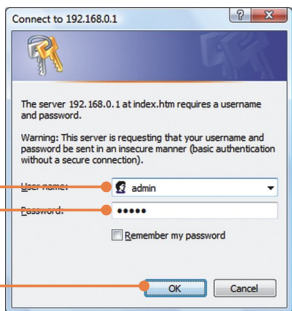 Connect to 192.168.0.1
The server 192.168.0.1 at index.htm requires a username
and password.
Warning: This server is requesting that your username and
password be sent in an insecure manner (basic authentication
without a secure connection).
User name:
admin
Password:
•••••
Remember my password
OK
Cancel